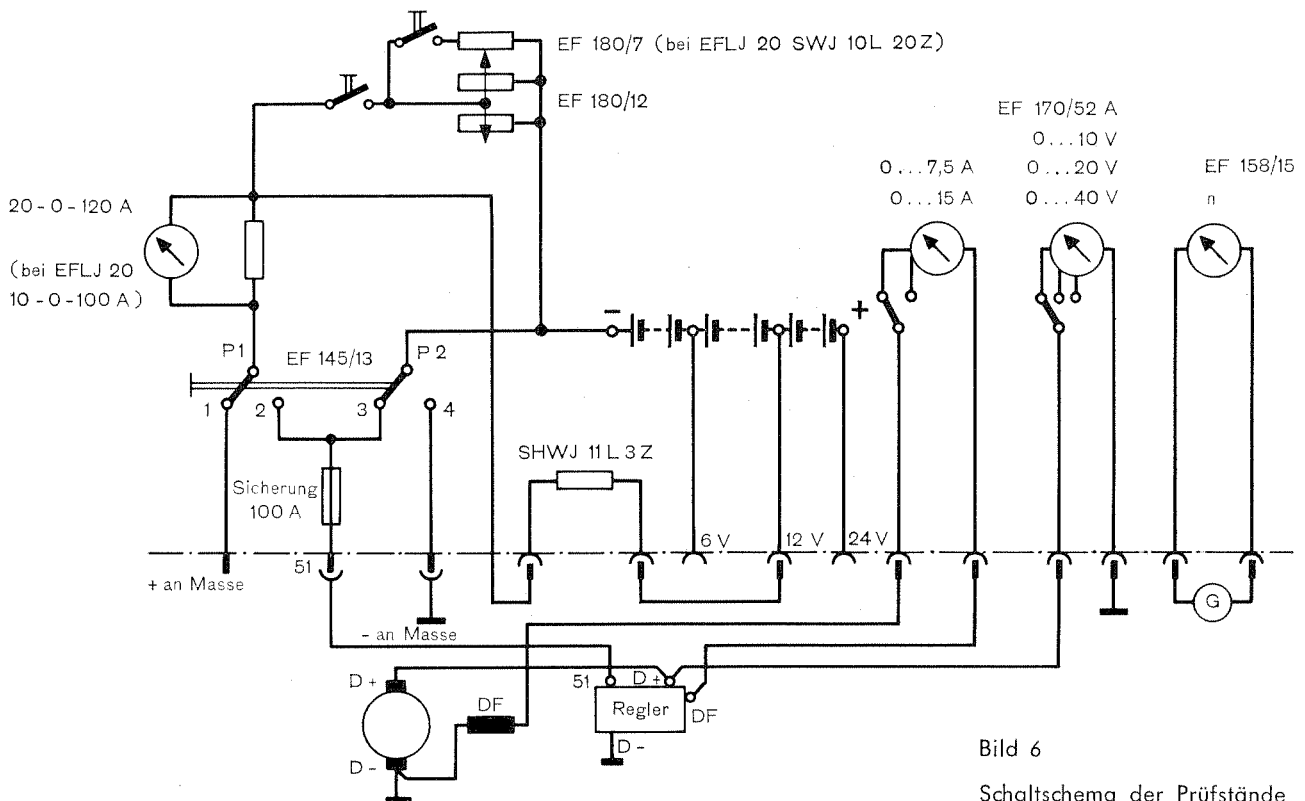 EF 180/7 (bei EFLJ 20 SWJ 10L 20Z)
EF 180/12
20-0-120 A
(bei EFLJ 20
10-0-100 A)
0...7,5 A
0...15 A
EF 170/52 A
0...10 V
0...20 V
0...40 V
EF 158/15
n
P1
EF 145/13
P2
-
+
1
2
3
4
Sicherung
100 A
SHWJ 11L 3Z
6 V
12 V
24 V
+ an Masse
51
- an Masse
G
D+
DF
D-
51
D+
Regler
DF
D-
Bild 6
Schaltschema der Prüfstände